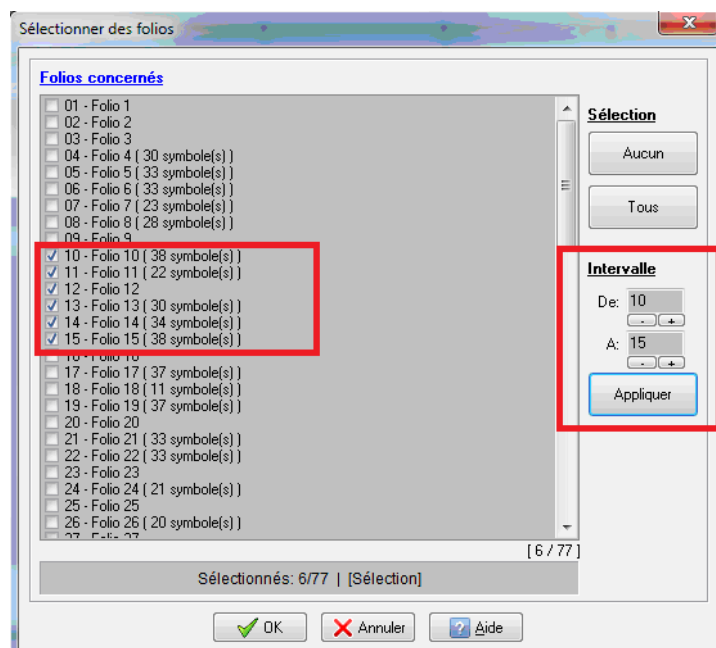 Sélectionner des folios
Folios concernés
01 - Folio 1
02 - Folio 2
03 - Folio 3
04 - Folio 4 ( 30 symbole(s) )
05 - Folio 5 ( 33 symbole(s) )
06 - Folio 6 ( 33 symbole(s) )
07 - Folio 7 ( 23 symbole(s) )
08 - Folio 8 ( 28 symbole(s) )
09 - Folio 9
10 - Folio 10 ( 38 symbole(s) )
11 - Folio 11 ( 22 symbole(s) )
12 - Folio 12
13 - Folio 13 ( 30 symbole(s) )
14 - Folio 14 ( 34 symbole(s) )
15 - Folio 15 ( 38 symbole(s) )
16 - Folio 16
17 - Folio 17 ( 37 symbole(s) )
18 - Folio 18 ( 11 symbole(s) )
19 - Folio 19 ( 37 symbole(s) )
20 - Folio 20
21 - Folio 21 ( 33 symbole(s) )
22 - Folio 22 ( 33 symbole(s) )
23 - Folio 23
24 - Folio 24 ( 21 symbole(s) )
25 - Folio 25
26 - Folio 26 ( 20 symbole(s) )
27 - Folio 27
[ 6 / 77 ]
Sélectionnés: 6/77 | [Sélection]
Sélection
Aucun
Tous
Intervalle
De: 10
- +
A: 15
- +
Appliquer
OK
Annuler
Aide